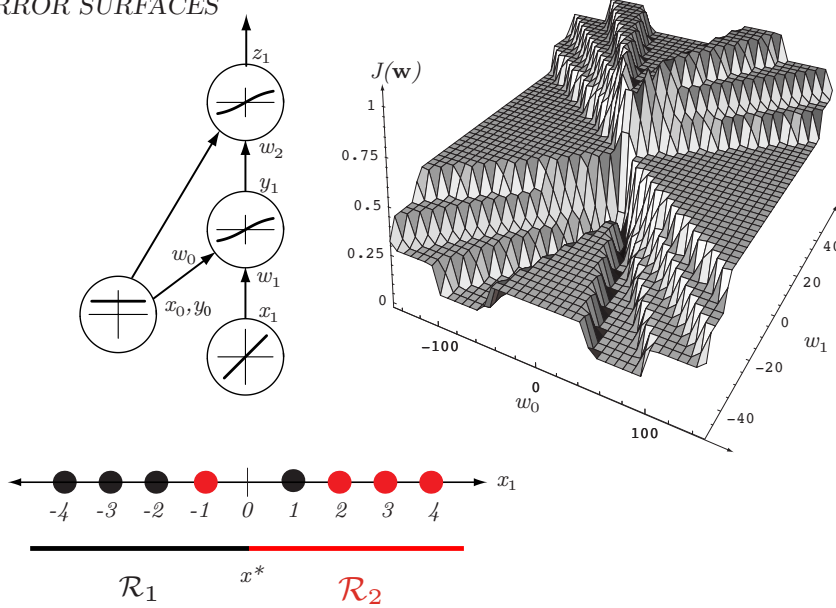 RROR SURFACES
z₁
w₂
y₁
w₀
w₁
x₀,y₀
x₁
J(w)
1
0.75
0.5
0.25
0
-100
0
100
w₀
-40
-20
0
20
40
w₁
-4 -3 -2 -1 0 1 2 3 4
x₁
x*
R₁
R₂